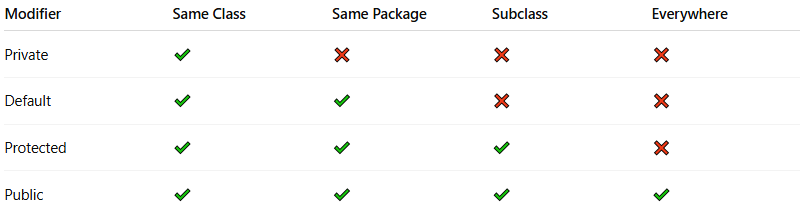 Modifier Same Class Same Package Subclass Everywhere
Private ✔ ❌ ❌ ❌
Default ✔ ✔ ❌ ❌
Protected ✔ ✔ ✔ ❌
Public ✔ ✔ ✔ ✔